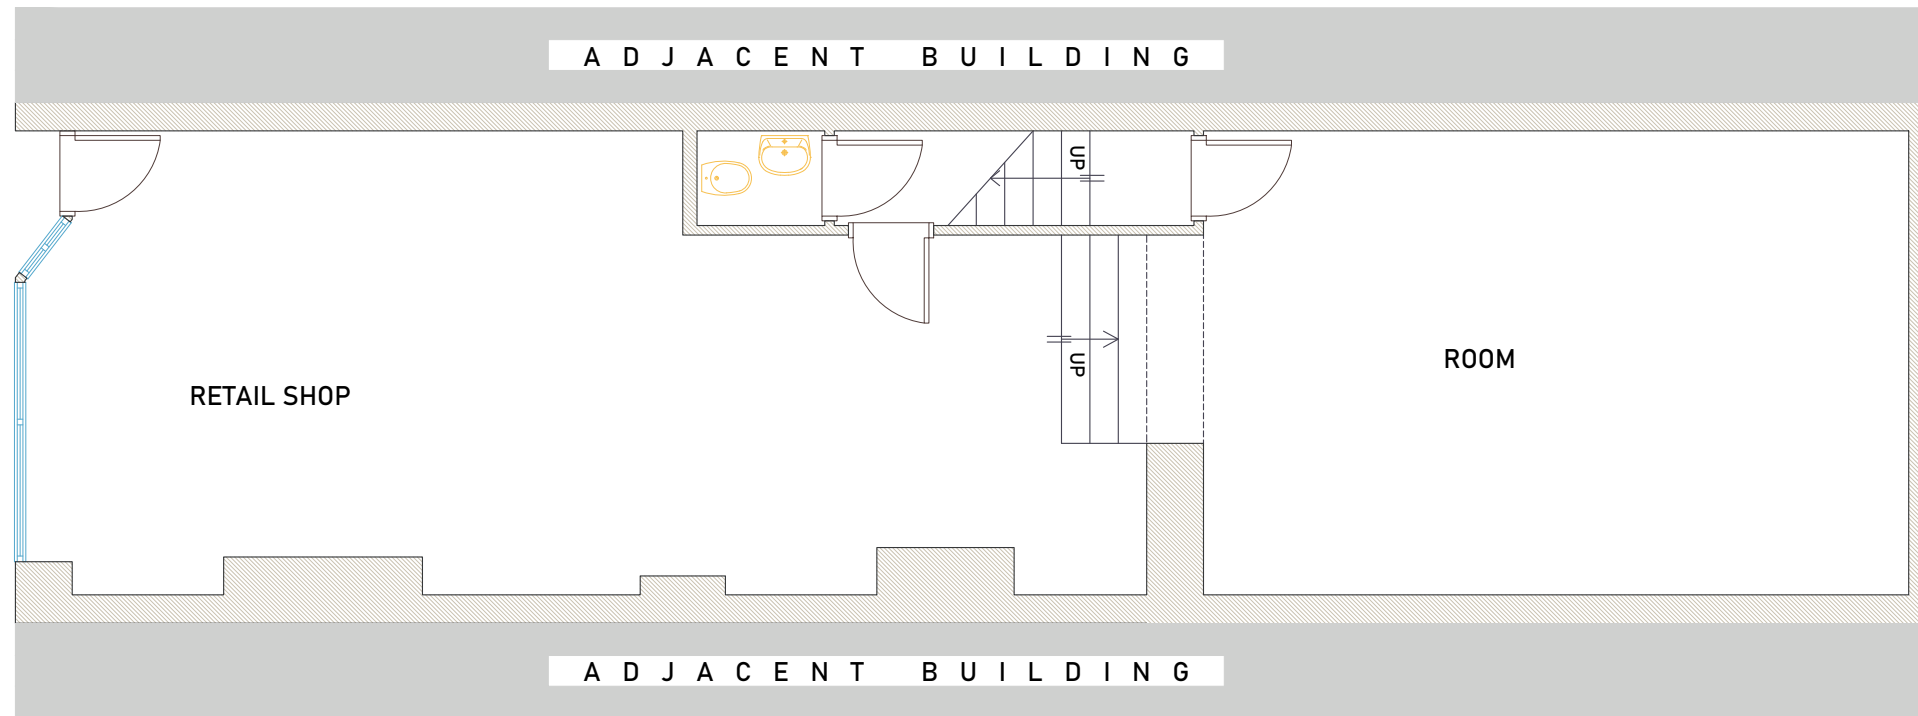 ADJACENT BUILDING
UP
UP
ROOM
RETAIL SHOP
ADJACENT BUILDING